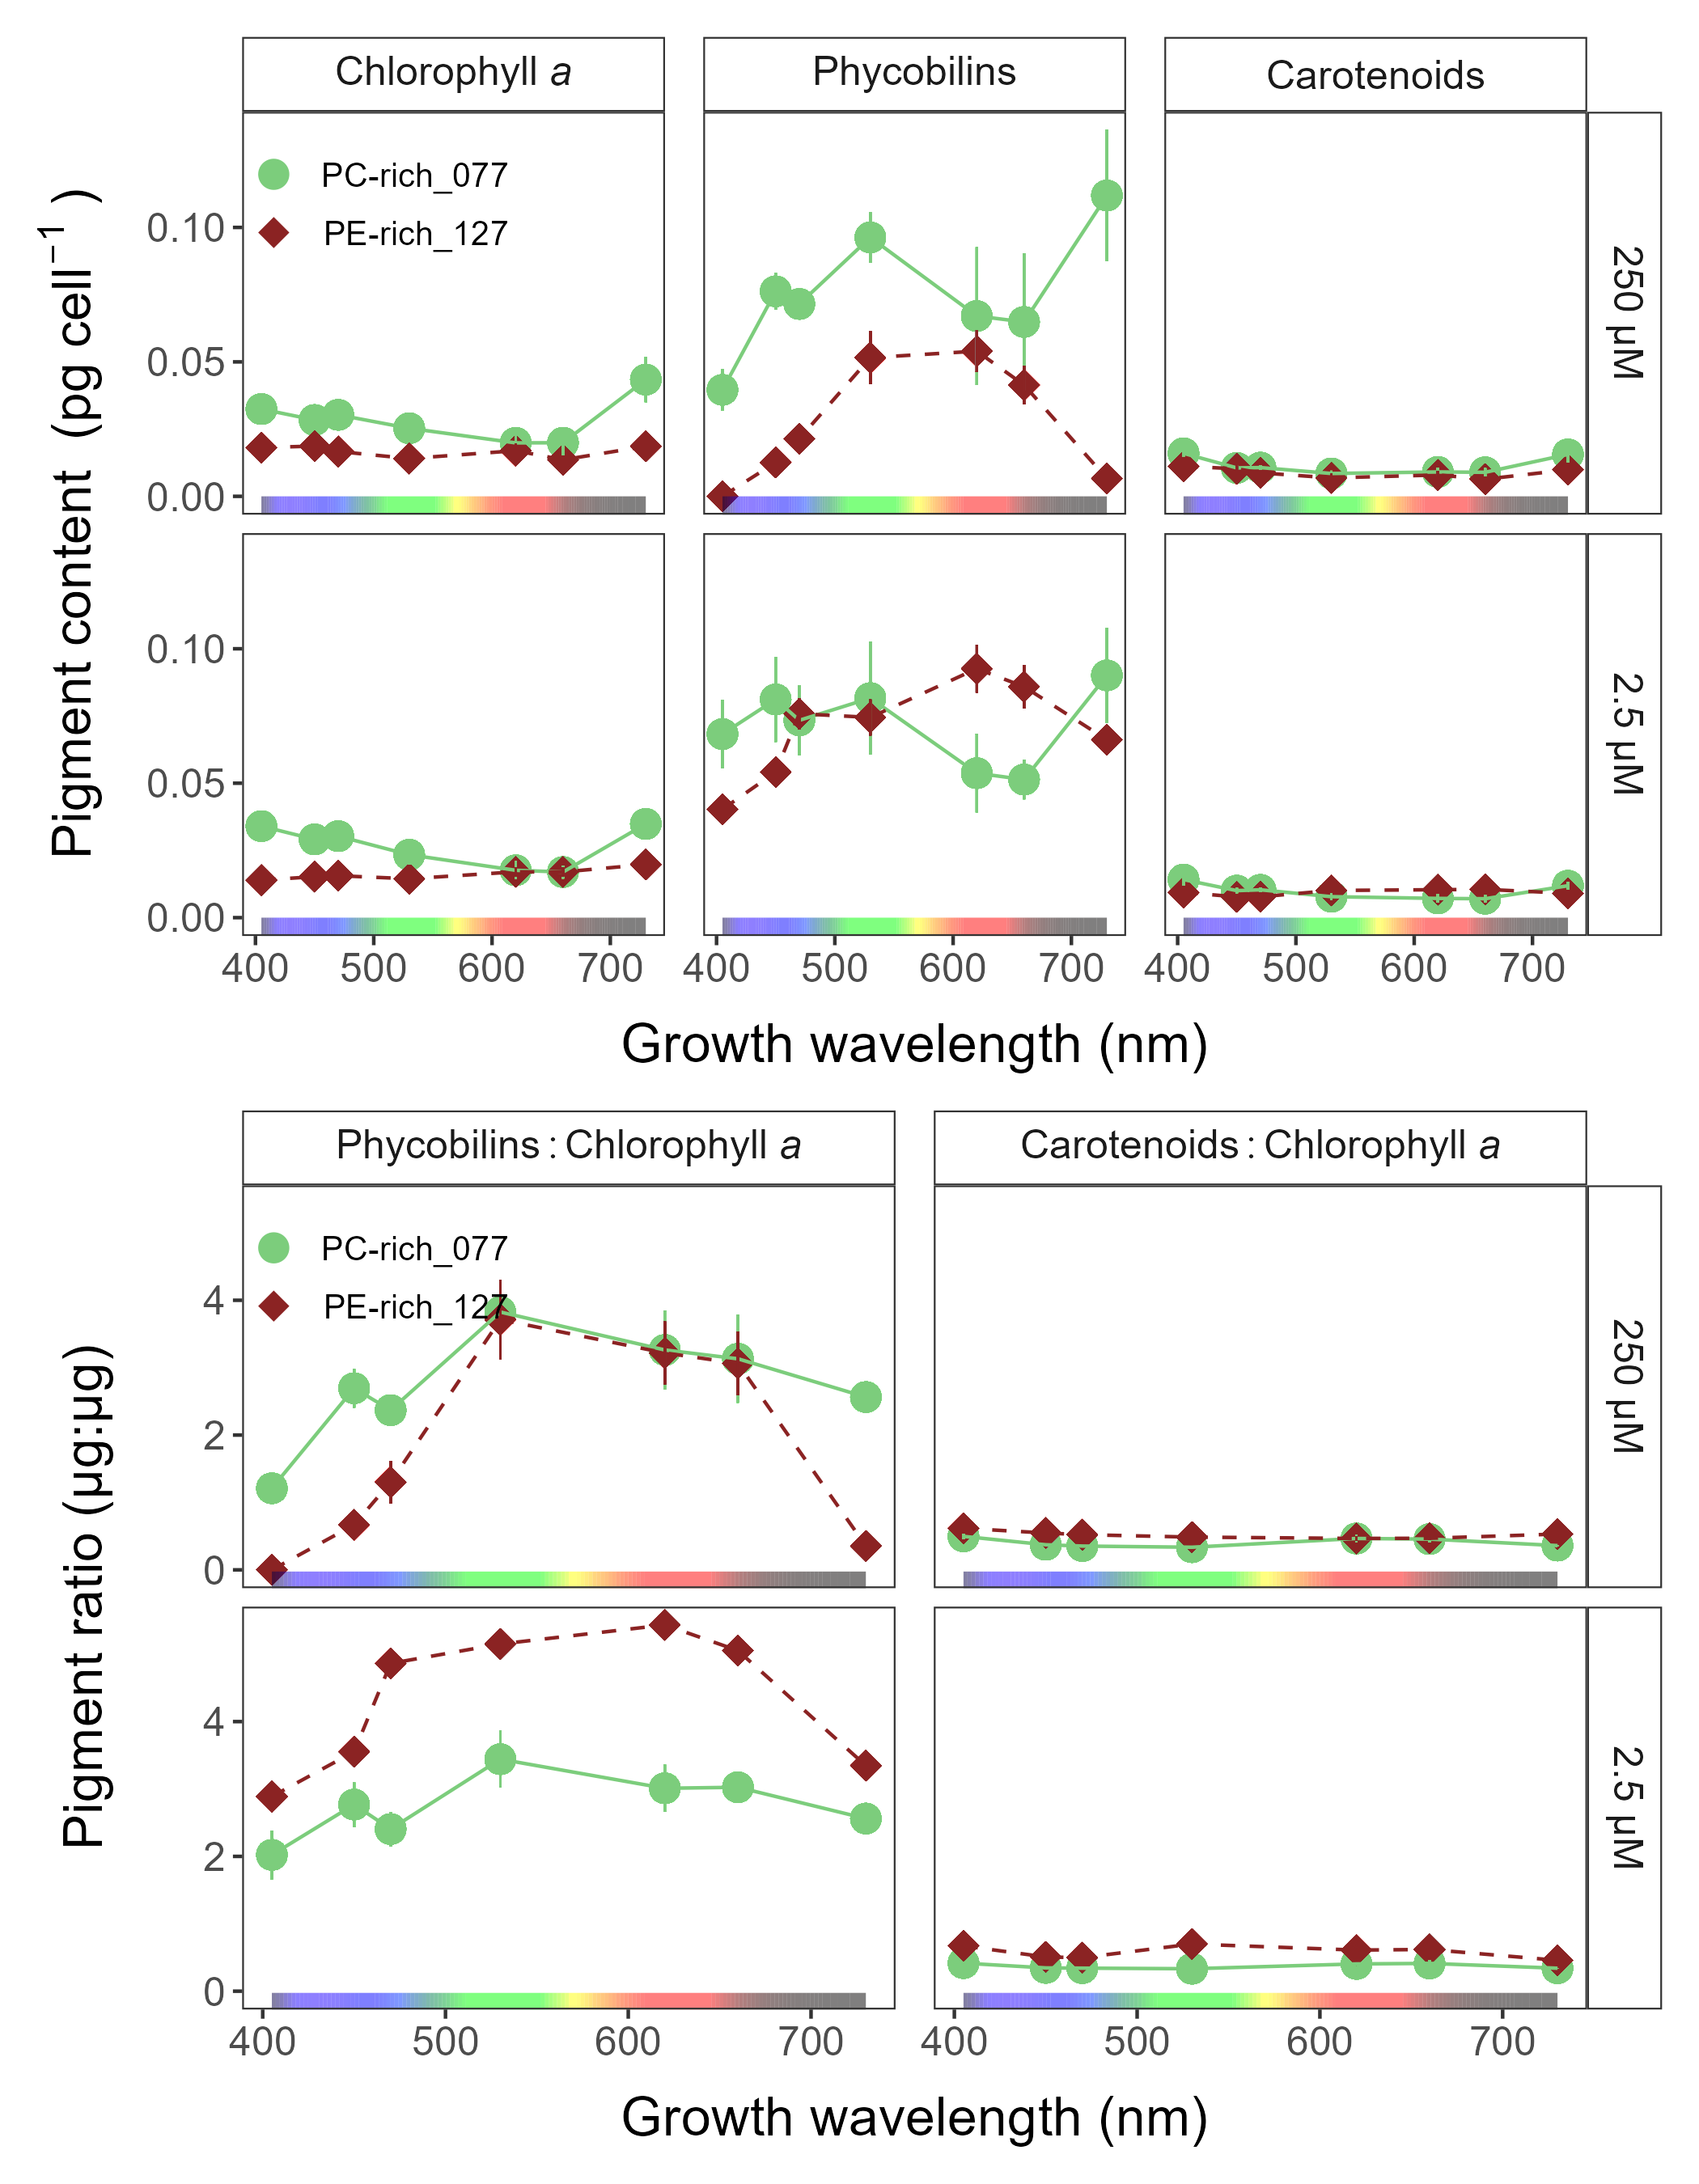 Chlorophyll a
Phycobilins
Carotenoids
PC-rich_077
PE-rich_127
Pigment content (pg cell⁻¹ )
0.10
0.05
0.00
250 µM
0.10
0.05
0.00
2.5 µM
400 500 600 700 400 500 600 700 400 500 600 700
Growth wavelength (nm)
Phycobilins : Chlorophyll a
Carotenoids : Chlorophyll a
PC-rich_077
PE-rich_127
Pigment ratio (µg:µg)
4
2
0
250 µM
4
2
0
2.5 µM
400 500 600 700 400 500 600 700
Growth wavelength (nm)